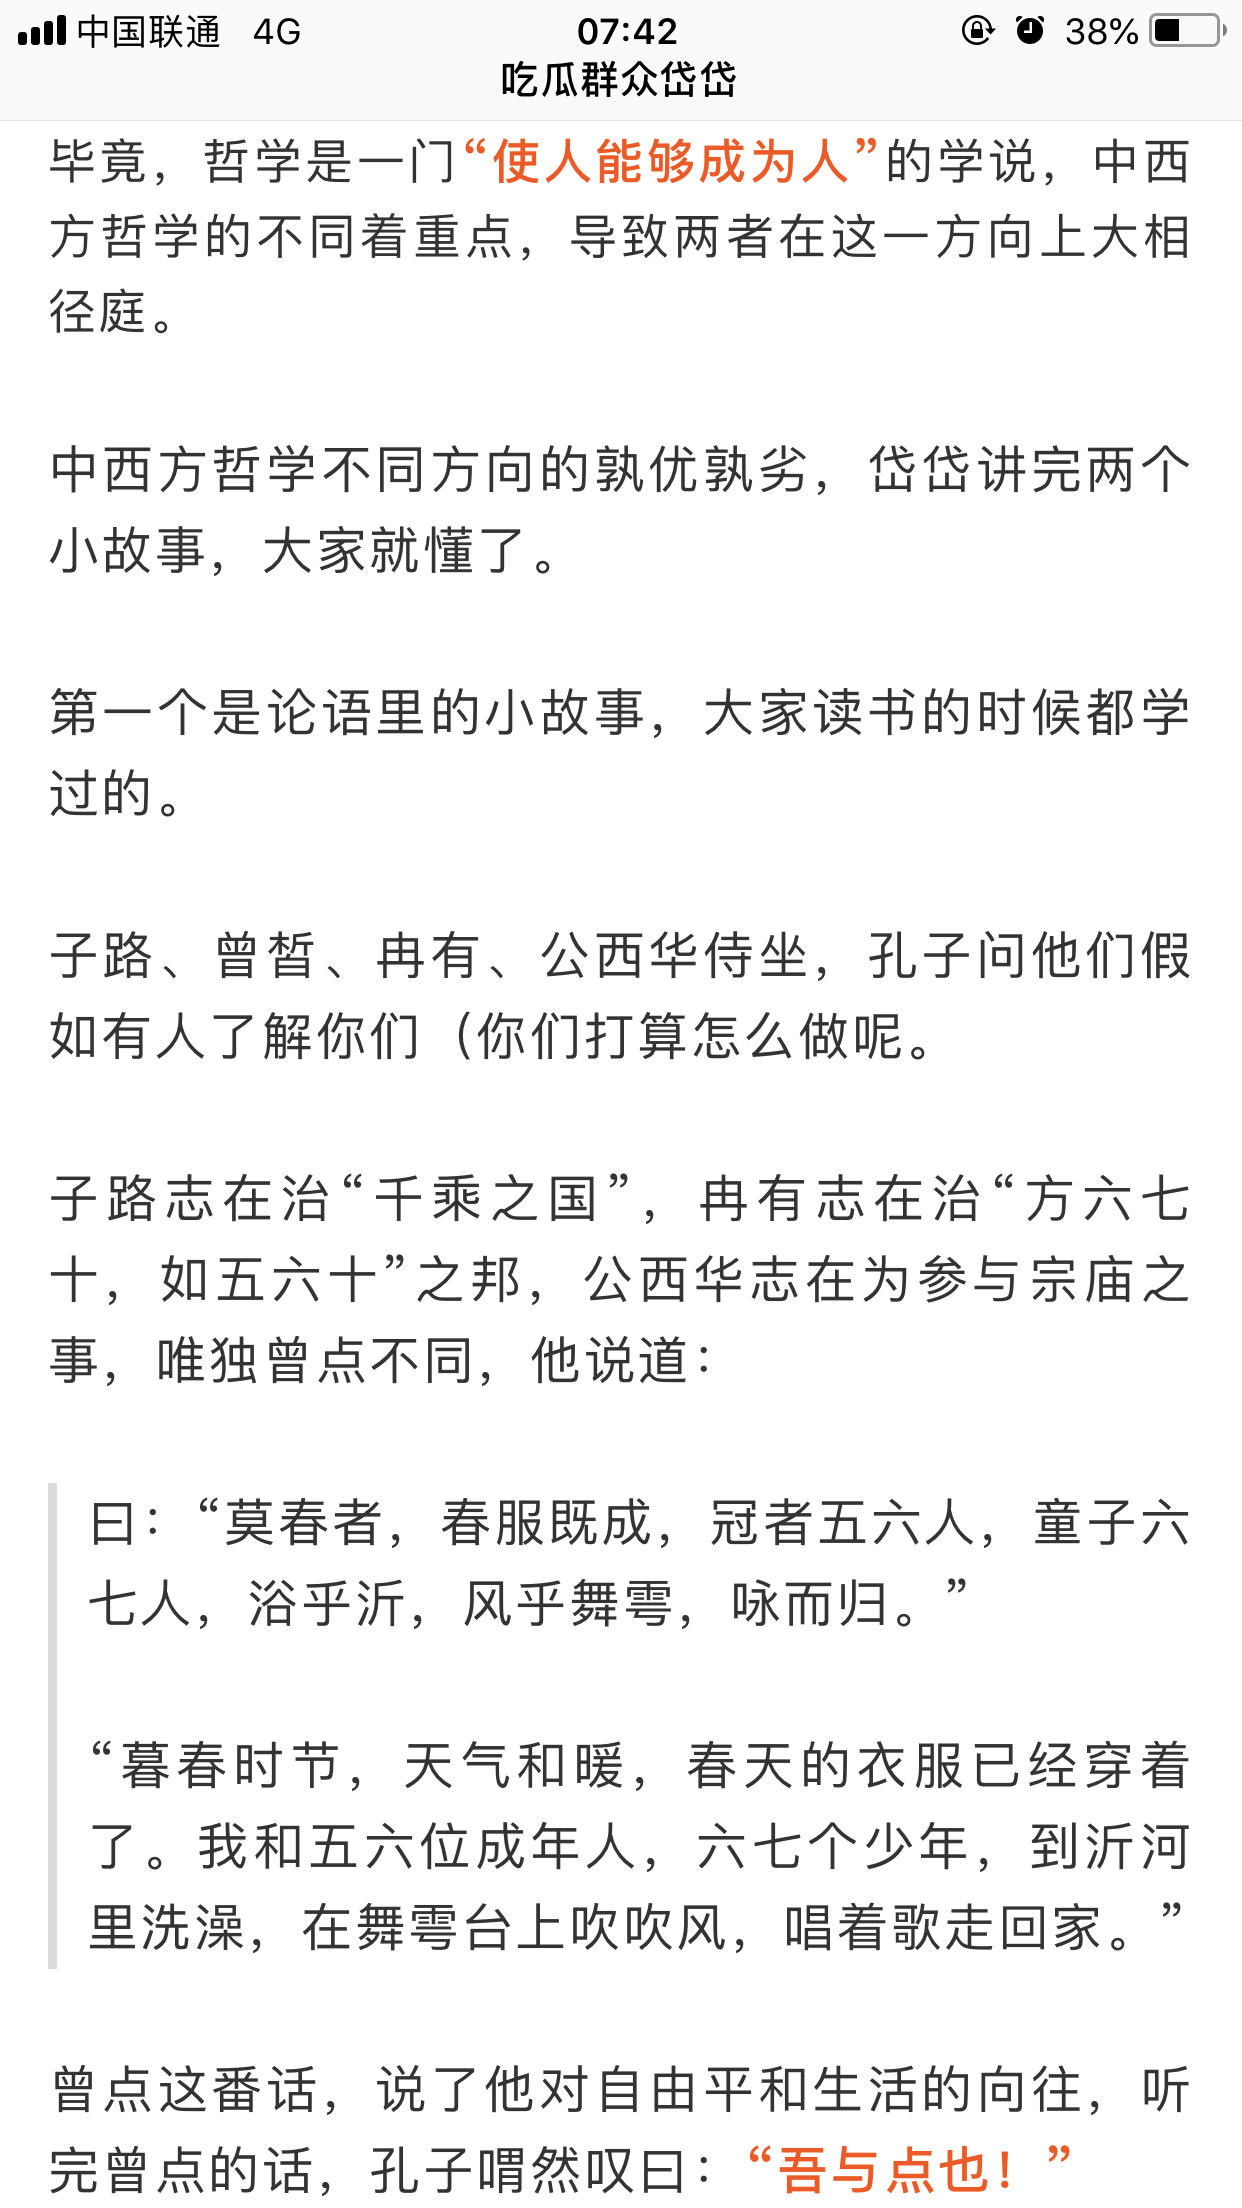 中国联通 4G 07:42 38%
吃瓜群众岱岱
毕竟，哲学是一门“使人能够成为人”的学说，中西
方哲学的不同着重点，导致两者在这一方向上大相
径庭。
中西方哲学不同方向的孰优孰劣，岱岱讲完两个
小故事，大家就懂了。
第一个是论语里的小故事，大家读书的时候都学
过的。
子路、曾皙、冉有、公西华侍坐，孔子问他们假
如有人了解你们（你们打算怎么做呢。
子路志在治“千乘之国”，冉有志在治“方六七
十，如五六十”之邦，公西华志在为参与宗庙之
事，唯独曾点不同，他说道：
曰：“莫春者，春服既成，冠者五六人，童子六
七人，浴乎沂，风乎舞雩，咏而归。”
“暮春时节，天气和暖，春天的衣服已经穿着
了。我和五六位成年人，六七个少年，到沂河
里洗澡，在舞雩台上吹吹风，唱着歌走回家。”
曾点这番话，说了他对自由平和生活的向往，听
完曾点的话，孔子喟然叹曰：“吾与点也！”